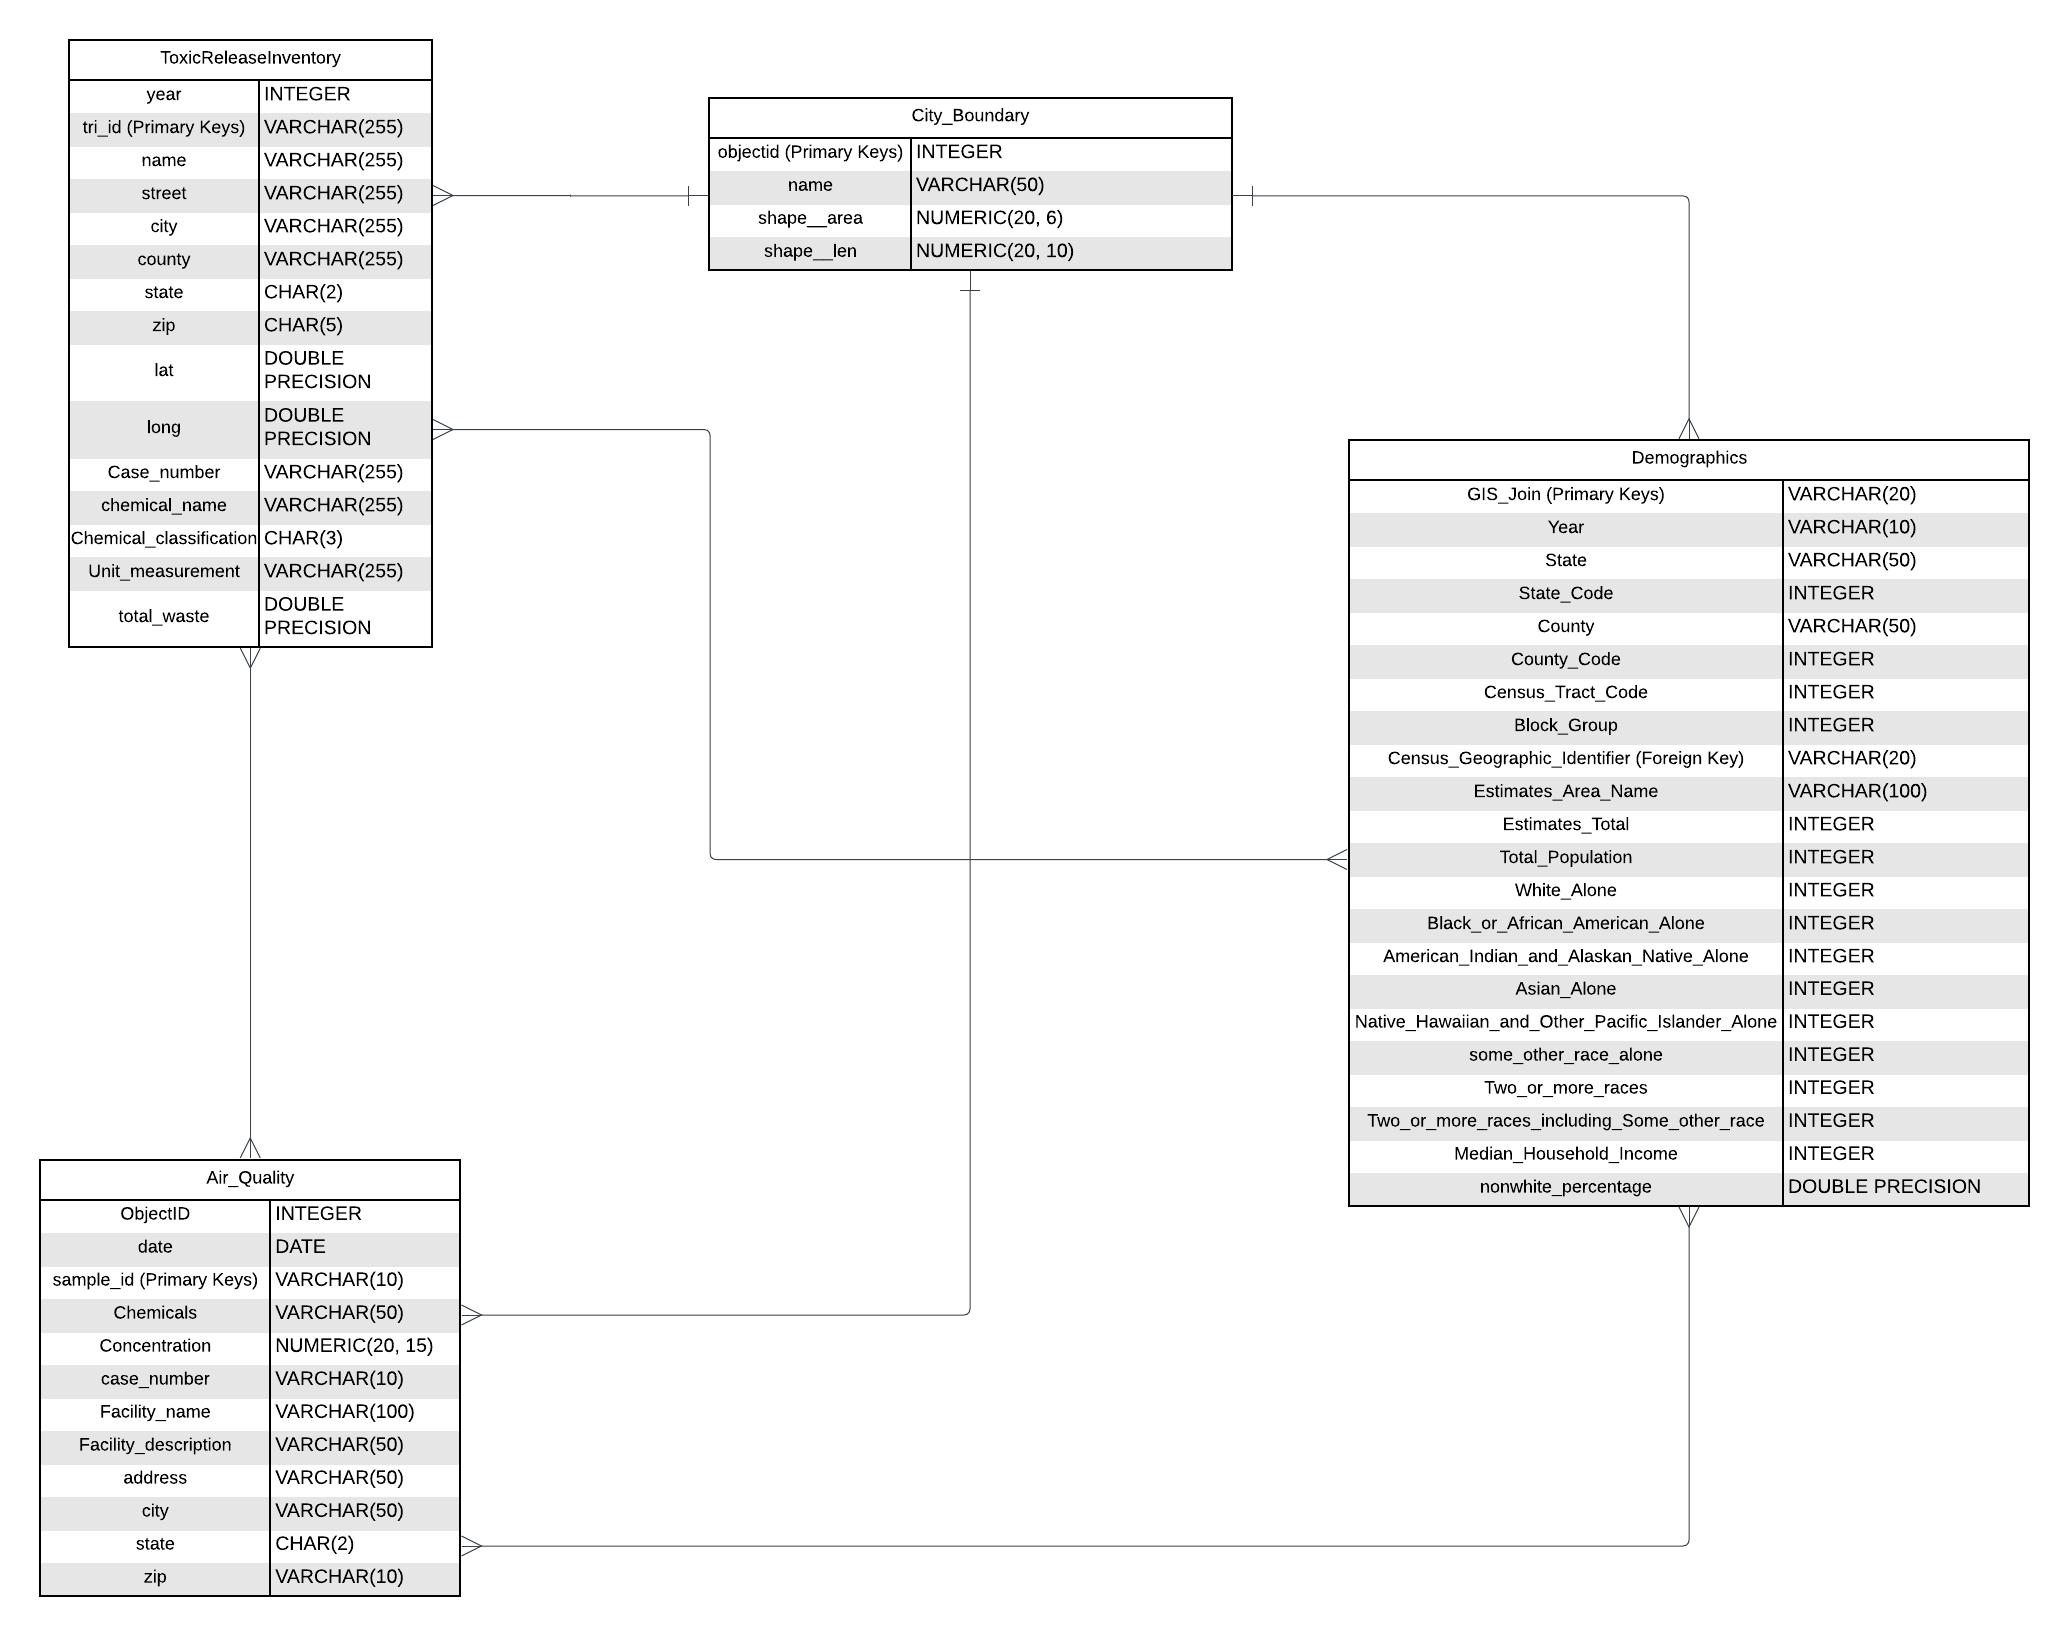 ToxicReleaseInventory
year INTEGER
tri_id (Primary Keys) VARCHAR(255)
name VARCHAR(255)
street VARCHAR(255)
city VARCHAR(255)
county VARCHAR(255)
state CHAR(2)
zip CHAR(5)
lat DOUBLE
PRECISION
long DOUBLE
PRECISION
Case_number VARCHAR(255)
chemical_name VARCHAR(255)
Chemical_classification CHAR(3)
Unit_measurement VARCHAR(255)
total_waste DOUBLE
PRECISION
City_Boundary
objectid (Primary Keys) INTEGER
name VARCHAR(50)
shape__area NUMERIC(20, 6)
shape__len NUMERIC(20, 10)
Demographics
GIS_Join (Primary Keys) VARCHAR(20)
Year VARCHAR(10)
State VARCHAR(50)
State_Code INTEGER
County VARCHAR(50)
County_Code INTEGER
Census_Tract_Code INTEGER
Block_Group INTEGER
Census_Geographic_Identifier (Foreign Key) VARCHAR(20)
Estimates_Area_Name VARCHAR(100)
Estimates_Total INTEGER
Total_Population INTEGER
White_Alone INTEGER
Black_or_African_American_Alone INTEGER
American_Indian_and_Alaskan_Native_Alone INTEGER
Asian_Alone INTEGER
Native_Hawaiian_and_Other_Pacific_Islander_Alone INTEGER
some_other_race_alone INTEGER
Two_or_more_races INTEGER
Two_or_more_races_including_Some_other_race INTEGER
Median_Household_Income INTEGER
nonwhite_percentage DOUBLE PRECISION
Air_Quality
ObjectID INTEGER
date DATE
sample_id (Primary Keys) VARCHAR(10)
Chemicals VARCHAR(50)
Concentration NUMERIC(20, 15)
case_number VARCHAR(10)
Facility_name VARCHAR(100)
Facility_description VARCHAR(50)
address VARCHAR(50)
city VARCHAR(50)
state CHAR(2)
zip VARCHAR(10)